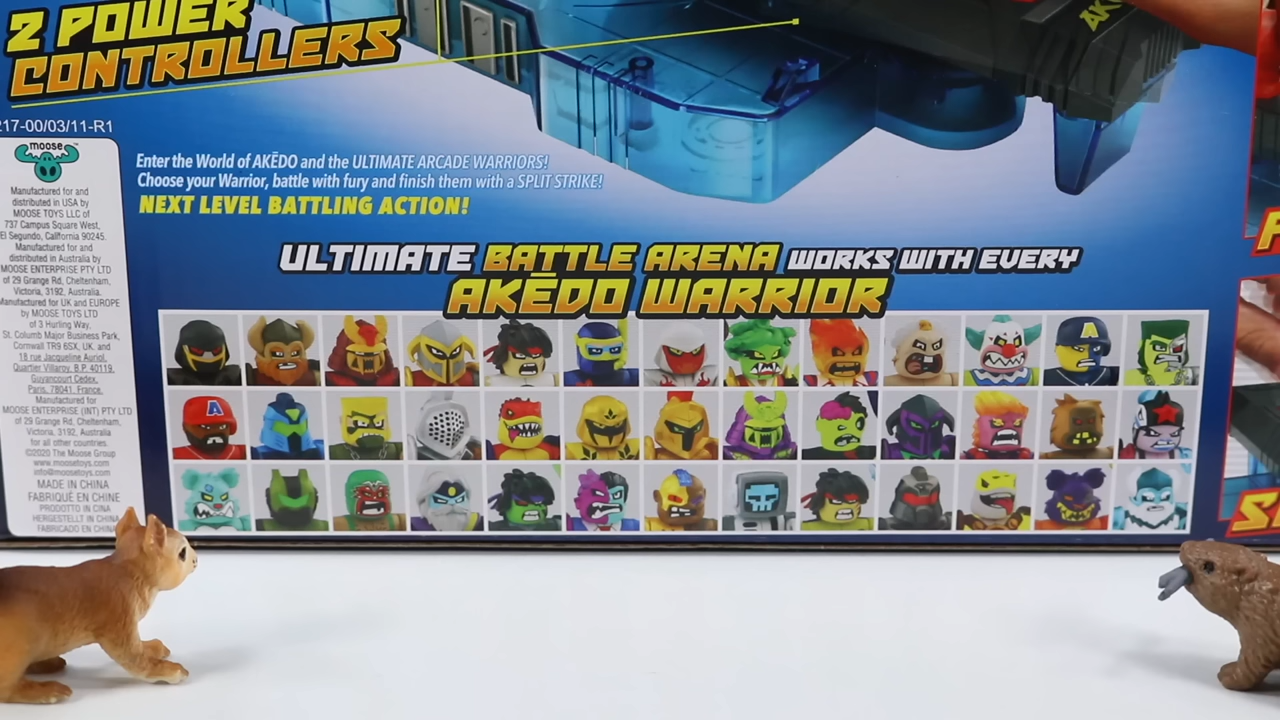 2 POWER
CONTROLLERS
217-00/03/11-R1
moose
Manufactured for and
distributed in USA by
MOOSE TOYS LLC of
737 Campus Square West,
El Segundo, California 90245.
Manufactured for and
distributed in Australia by
MOOSE ENTERPRISE PTY LTD
of 29 Grange Rd, Cheltenham,
Victoria, 3192, Australia.
Manufactured for UK and EUROPE
by MOOSE TOYS LTD
of 3 Hurling Way,
St. Columb Major Business Park,
Cornwall TR9 6SX, UK. and
18 rue Jacqueline Auriol,
Quartier Villaroy, B.P. 40119,
Guyancourt Cedex,
Paris, 78041, France.
Manufactured for
MOOSE ENTERPRISE (INT) PTY LTD
of 29 Grange Rd, Cheltenham,
Victoria, 3192, Australia
for all other countries.
©2020 The Moose Group
www.moosetoys.com
info@moosetoys.com
MADE IN CHINA
FABRIQUÉ EN CHINE
PRODOTTO IN CINA
HERGESTELLT IN CHINA
FABRICADO EN CHINA
Enter the World of AKĒDO and the ULTIMATE ARCADE WARRIORS!
Choose your Warrior, battle with fury and finish them with a SPLIT STRIKE!
NEXT LEVEL BATTLING ACTION!
ULTIMATE BATTLE ARENA WORKS WITH EVERY
AKĒDO WARRIOR
A
A